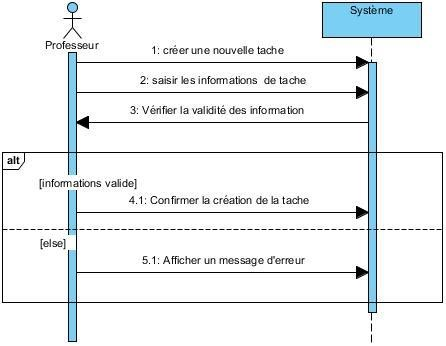 Système
Professeur
1: créer une nouvelle tache
2: saisir les informations de tache
3: Vérifier la validité des information
alt
[informations valide]
4.1: Confirmer la création de la tache
[else]
5.1: Afficher un message d'erreur